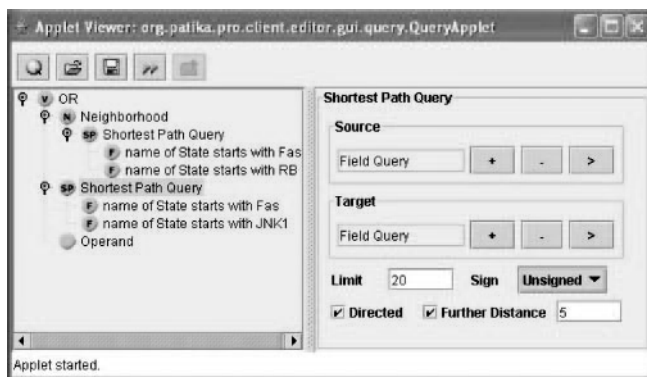 Applet Viewer: org.patika.pro.client.editor.gui.query.QueryApplet
V OR
N Neighborhood
SP Shortest Path Query
F name of State starts with Fas
F name of State starts with RB
SP Shortest Path Query
F name of State starts with Fas
F name of State starts with JNK1
Operand
Shortest Path Query
Source
Field Query + - >
Target
Field Query + - >
Limit 20 Sign Unsigned
Directed Further Distance 5
Applet started.